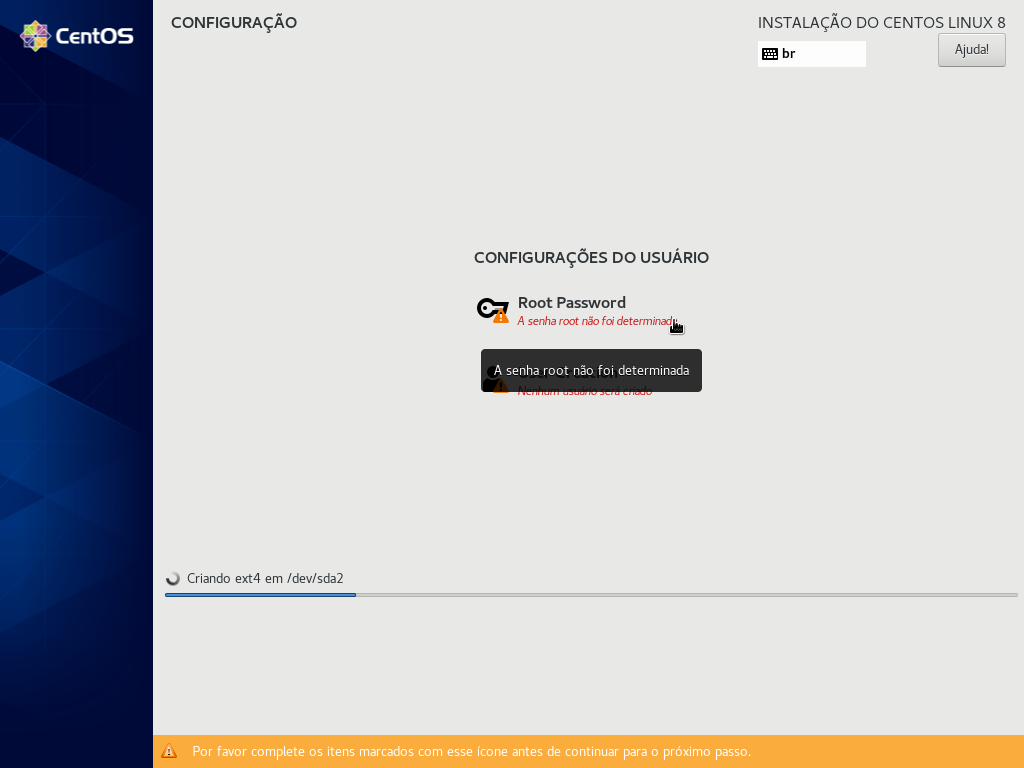 CentOS
CONFIGURAÇÃO
INSTALAÇÃO DO CENTOS LINUX 8
br
Ajuda!
CONFIGURAÇÕES DO USUÁRIO
Root Password
A senha root não foi determinad
A senha root não foi determinada
Nenhum usuário será criado
Criando ext4 em /dev/sda2
Por favor complete os itens marcados com esse ícone antes de continuar para o próximo passo.